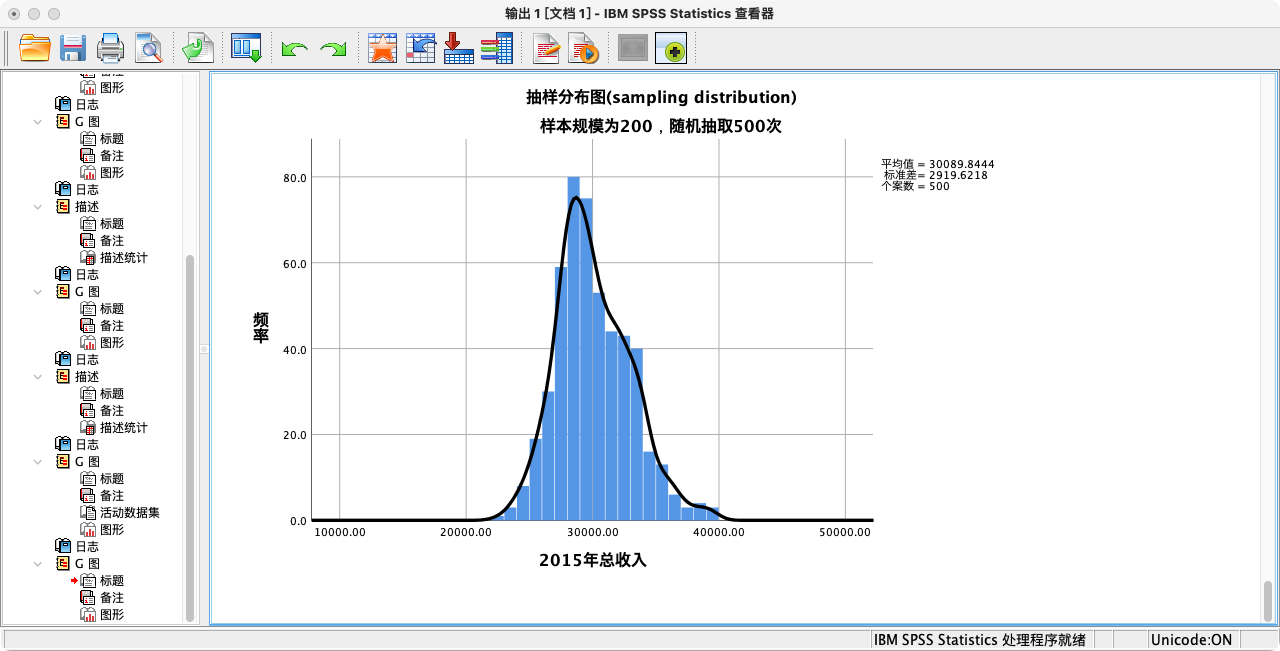 输出 1 [文档 1] - IBM SPSS Statistics 查看器
备注
图形
日志
G 图
标题
备注
图形
日志
描述
标题
备注
描述统计
日志
G 图
标题
备注
图形
日志
描述
标题
备注
描述统计
日志
G 图
标题
备注
活动数据集
图形
日志
G 图
标题
备注
图形
抽样分布图(sampling distribution)
样本规模为200，随机抽取500次
平均值 = 30089.8444
标准差= 2919.6218
个案数 = 500
频率
80.0
60.0
40.0
20.0
0.0
10000.00 20000.00 30000.00 40000.00 50000.00
2015年总收入
IBM SPSS Statistics 处理程序就绪 Unicode:ON